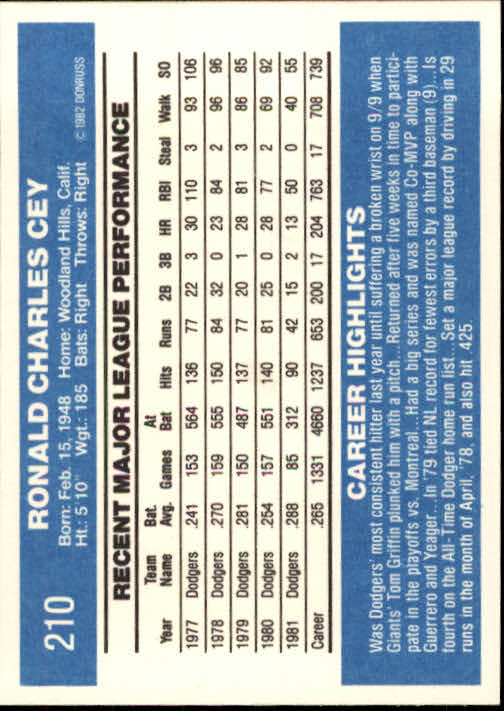 210
RONALD CHARLES CEY
Born: Feb. 15, 1948 Home: Woodland Hills, Calif.
Ht.: 5'10" Wgt.: 185 Bats: Right Throws: Right © 1982 DONRUSS
RECENT MAJOR LEAGUE PERFORMANCE
Team Bat. At
Year Name Avg. Games Bat Hits Runs 2B 3B HR RBI Steal Walk SO
1977 Dodgers .241 153 564 136 77 22 3 30 110 3 93 106
1978 Dodgers .270 159 555 150 84 32 0 23 84 2 96 96
1979 Dodgers .281 150 487 137 77 20 1 28 81 3 86 85
1980 Dodgers .254 157 551 140 81 25 0 28 77 2 69 92
1981 Dodgers .288 85 312 90 42 15 2 13 50 0 40 55
Career .265 1331 4660 1237 653 200 17 204 763 17 708 739
CAREER HIGHLIGHTS
Was Dodgers' most consistent hitter last year until suffering a broken wrist on 9/9 when
Giants' Tom Griffin plunked him with a pitch...Returned after five weeks in time to partici-
pate in the playoffs vs. Montreal...Had a big series and was named Co-MVP along with
Guerrero and Yeager...In '79 tied NL record for fewest errors by a third baseman (9)...Is
fourth on the All-Time Dodger home run list...Set a major league record by driving in 29
runs in the month of April, '78, and also hit .425